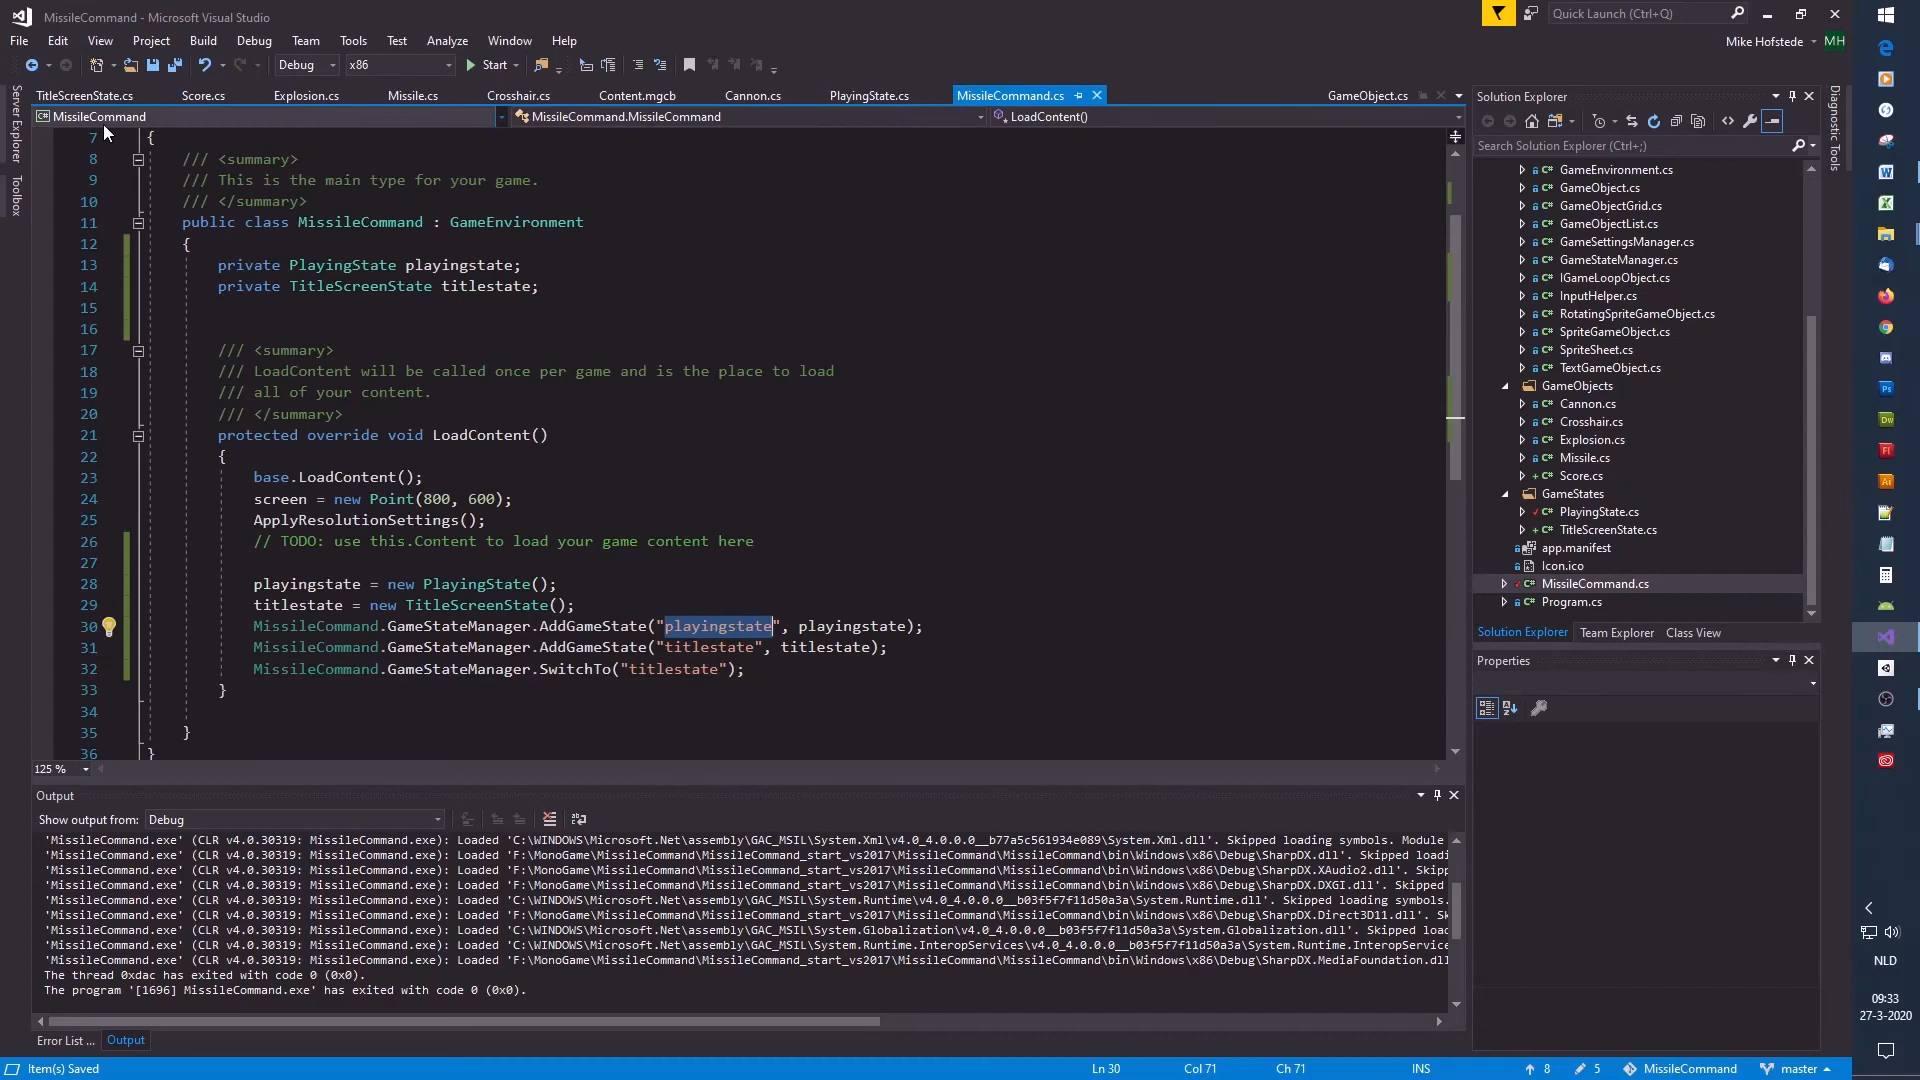 MissileCommand - Microsoft Visual Studio
Quick Launch (Ctrl+Q)
File Edit View Project Build Debug Team Tools Test Analyze Window Help
Mike Hofstede MH
Debug x86 Start
TitleScreenState.cs Score.cs Explosion.cs Missile.cs Crosshair.cs Content.mgcb Cannon.cs PlayingState.cs MissileCommand.cs GameObject.cs
MissileCommand MissileCommand.MissileCommand LoadContent()
Server Explorer
Toolbox
7 {
8 /// <summary>
9 /// This is the main type for your game.
10 /// </summary>
11 public class MissileCommand : GameEnvironment
12 {
13 private PlayingState playingstate;
14 private TitleScreenState titlestate;
15
16
17 /// <summary>
18 /// LoadContent will be called once per game and is the place to load
19 /// all of your content.
20 /// </summary>
21 protected override void LoadContent()
22 {
23 base.LoadContent();
24 screen = new Point(800, 600);
25 ApplyResolutionSettings();
26 // TODO: use this.Content to load your game content here
27
28 playingstate = new PlayingState();
29 titlestate = new TitleScreenState();
30 MissileCommand.GameStateManager.AddGameState("playingstate", playingstate);
31 MissileCommand.GameStateManager.AddGameState("titlestate", titlestate);
32 MissileCommand.GameStateManager.SwitchTo("titlestate");
33 }
34
35 }
36 }
125 %
Output
Show output from: Debug
'MissileCommand.exe' (CLR v4.0.30319: MissileCommand.exe): Loaded 'C:\WINDOWS\Microsoft.Net\assembly\GAC_MSIL\System.Xml\v4.0_4.0.0.0__b77a5c561934e089\System.Xml.dll'. Skipped loading symbols. Module
'MissileCommand.exe' (CLR v4.0.30319: MissileCommand.exe): Loaded 'F:\MonoGame\MissileCommand\MissileCommand_start_vs2017\MissileCommand\MissileCommand\bin\Windows\x86\Debug\SharpDX.dll'. Skipped loadi
'MissileCommand.exe' (CLR v4.0.30319: MissileCommand.exe): Loaded 'F:\MonoGame\MissileCommand\MissileCommand_start_vs2017\MissileCommand\MissileCommand\bin\Windows\x86\Debug\SharpDX.XAudio2.dll'. Skip
'MissileCommand.exe' (CLR v4.0.30319: MissileCommand.exe): Loaded 'F:\MonoGame\MissileCommand\MissileCommand_start_vs2017\MissileCommand\MissileCommand\bin\Windows\x86\Debug\SharpDX.DXGI.dll'. Skipped
'MissileCommand.exe' (CLR v4.0.30319: MissileCommand.exe): Loaded 'C:\WINDOWS\Microsoft.Net\assembly\GAC_MSIL\System.Runtime\v4.0_4.0.0.0__b03f5f7f11d50a3a\System.Runtime.dll'. Skipped loading symbols.
'MissileCommand.exe' (CLR v4.0.30319: MissileCommand.exe): Loaded 'F:\MonoGame\MissileCommand\MissileCommand_start_vs2017\MissileCommand\MissileCommand\bin\Windows\x86\Debug\SharpDX.Direct3D11.dll'. Sk
'MissileCommand.exe' (CLR v4.0.30319: MissileCommand.exe): Loaded 'C:\WINDOWS\Microsoft.Net\assembly\GAC_MSIL\System.Globalization\v4.0_4.0.0.0__b03f5f7f11d50a3a\System.Globalization.dll'. Skipped load
'MissileCommand.exe' (CLR v4.0.30319: MissileCommand.exe): Loaded 'C:\WINDOWS\Microsoft.Net\assembly\GAC_MSIL\System.Runtime.InteropServices\v4.0_4.0.0.0__b03f5f7f11d50a3a\System.Runtime.InteropService
'MissileCommand.exe' (CLR v4.0.30319: MissileCommand.exe): Loaded 'F:\MonoGame\MissileCommand\MissileCommand_start_vs2017\MissileCommand\MissileCommand\bin\Windows\x86\Debug\SharpDX.MediaFoundation.dll
The thread 0xdac has exited with code 0 (0x0).
The program '[1696] MissileCommand.exe' has exited with code 0 (0x0).
Error List ... Output
Item(s) Saved Ln 30 Col 71 Ch 71 INS 8 5 MissileCommand master
Solution Explorer
Search Solution Explorer (Ctrl+;)
C# GameEnvironment.cs
C# GameObject.cs
C# GameObjectGrid.cs
C# GameObjectList.cs
C# GameSettingsManager.cs
C# GameStateManager.cs
C# IGameLoopObject.cs
C# InputHelper.cs
C# RotatingSpriteGameObject.cs
C# SpriteGameObject.cs
C# SpriteSheet.cs
C# TextGameObject.cs
GameObjects
C# Cannon.cs
C# Crosshair.cs
C# Explosion.cs
C# Missile.cs
C# Score.cs
GameStates
C# PlayingState.cs
C# TitleScreenState.cs
app.manifest
Icon.ico
C# MissileCommand.cs
C# Program.cs
Solution Explorer Team Explorer Class View
Properties
Diagnostic Tools
Ps
Dw
Fl
Ai
NLD
09:33
27-3-2020